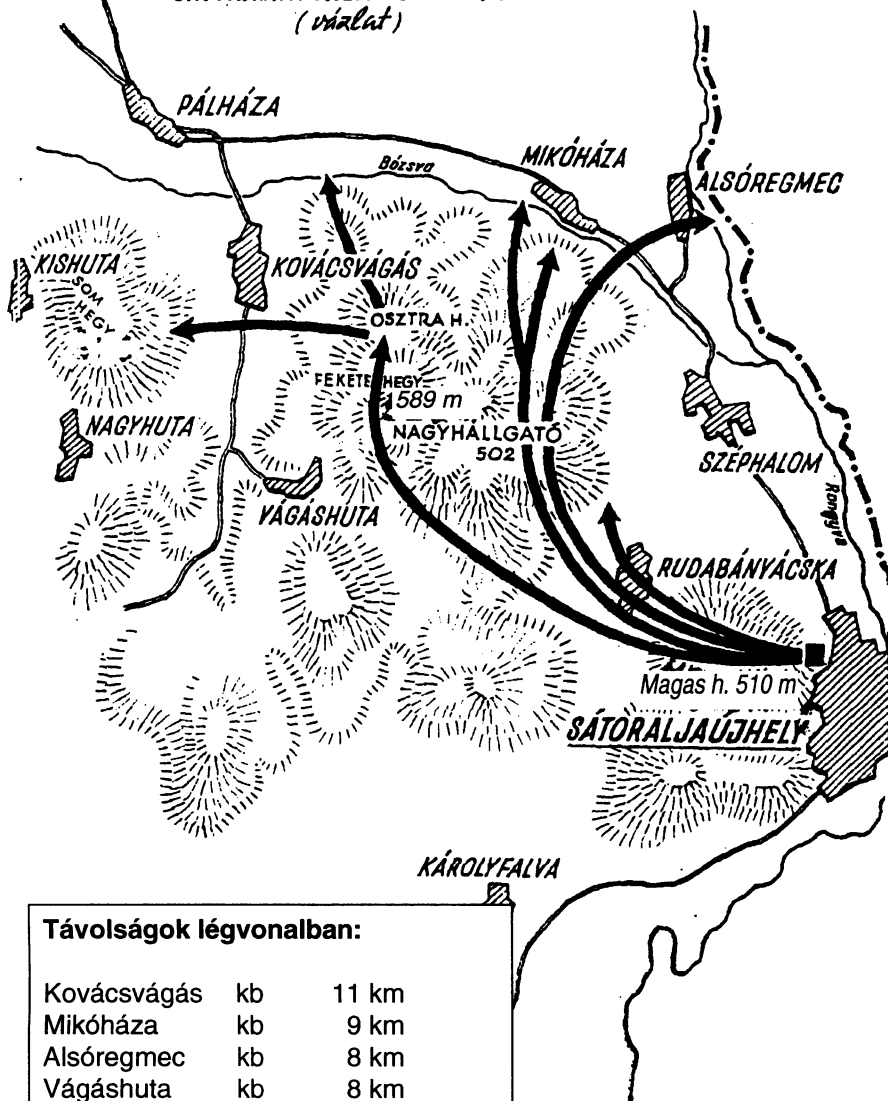 (vázlat)
PÁLHÁZA
Bózsva
MIKÓHÁZA
ALSÓREGMEC
KISHUTA
SOM HEGY
KOVÁCSVÁGÁS
OSZTRA H.
FEKETE HEGY
589 m
NAGYHUTA
NAGYHALLGATÓ
502
SZÉPHALOM
VÁGÁSHUTA
Ronyva
RUDABÁNYÁCSKA
Magas h. 510 m
SÁTORALJAÚJHELY
KÁROLYFALVA
Távolságok légvonalban:
Kovácsvágás kb 11 km
Mikóháza kb 9 km
Alsóregmec kb 8 km
Vágáshuta kb 8 km